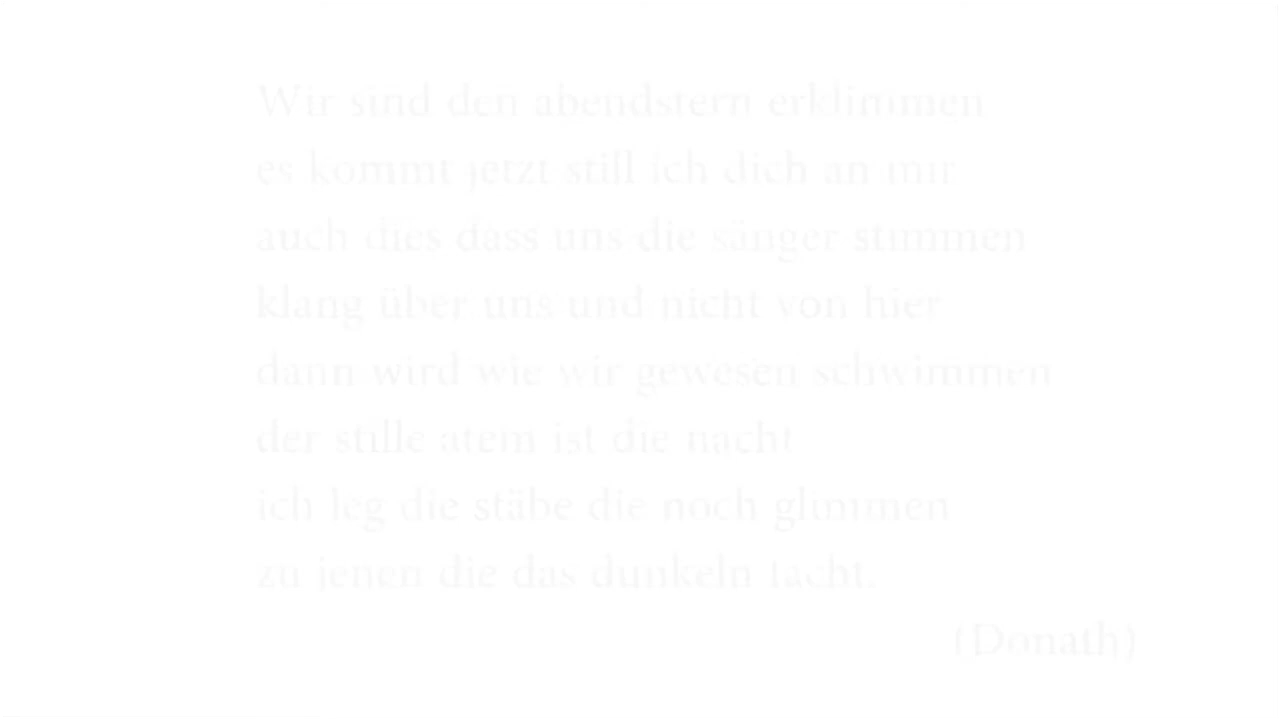 Wir sind den abendstern erklimmen
es kommt jetzt still ich dich an mir
auch dies dass uns die sänger stimmen
klang über uns und nicht von hier
dann wird wie wir gewesen schwimmen
der stille atem ist die nacht
ich leg die stäbe die noch glimmen
zu jenen die das dunkeln facht.
(Donath)